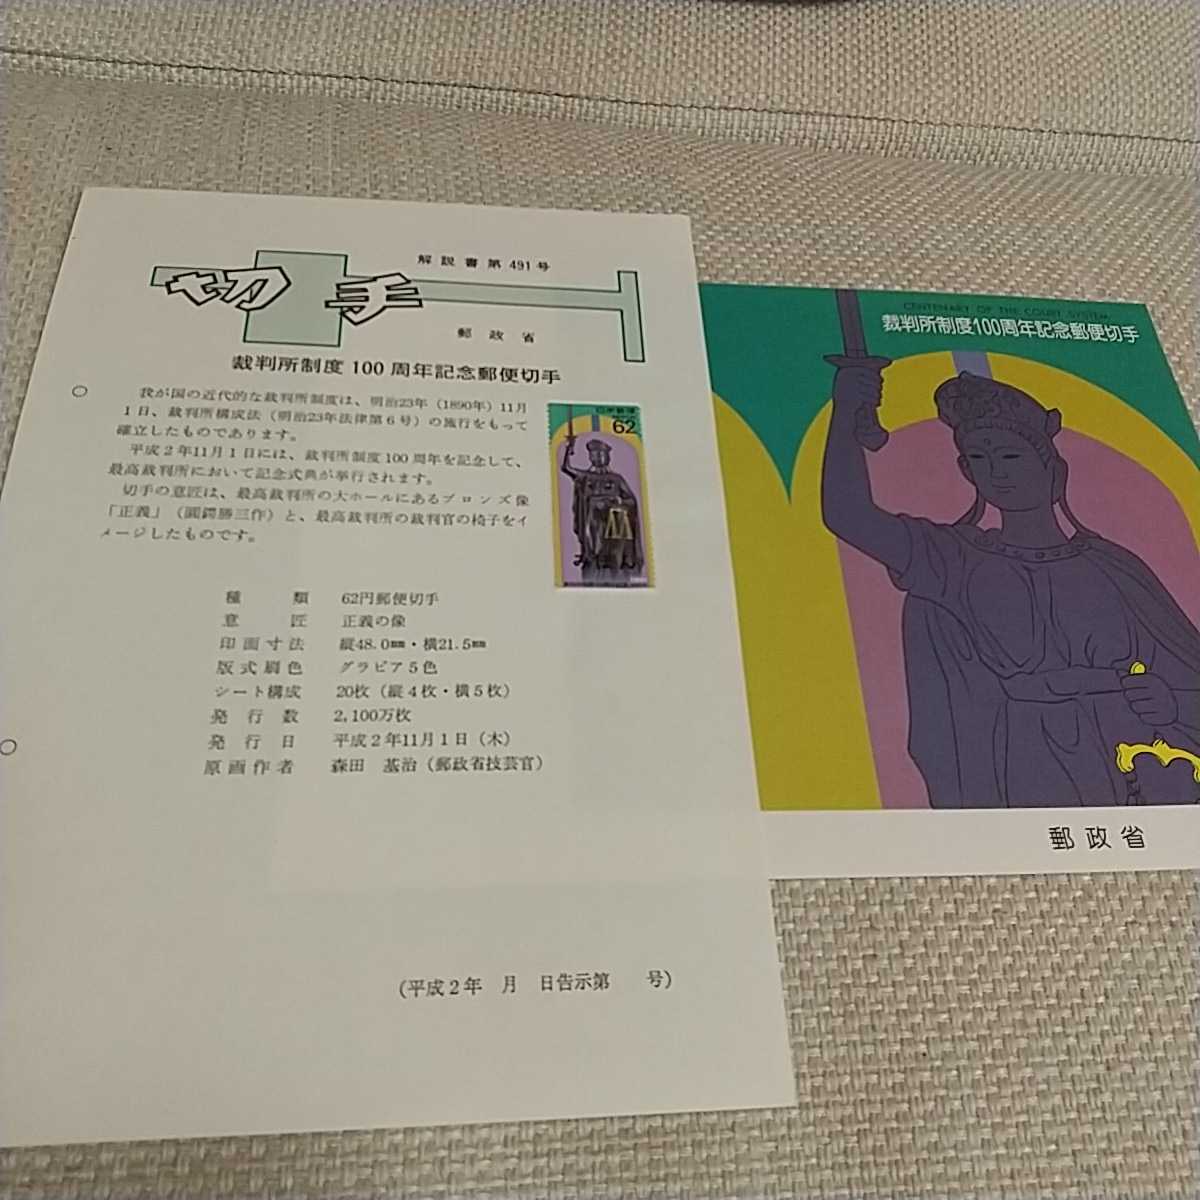 解説書第491号
切手
郵政省
裁判所制度100周年記念郵便切手
我が国の近代的な裁判所制度は、明治23年（1890年）11月
1日、裁判所構成法（明治23年法律第6号）の施行をもって
確立したものであります。
平成2年11月1日には、裁判所制度100周年を記念して、
最高裁判所において記念式典が挙行されます。
切手の意匠は、最高裁判所の大ホールにあるブロンズ像
「正義」（圓鍔勝三作）と、最高裁判所の裁判官の椅子をイ
メージしたものです。
日本郵便
62
みほん
種類 62円郵便切手
意匠 正義の像
印面寸法 縦48.0mm・横21.5mm
版式刷色 グラビア5色
シート構成 20枚（縦4枚・横5枚）
発行数 2,100万枚
発行日 平成2年11月1日（木）
原画作者 森田 基治（郵政省技芸官）
(平成2年 月 日告示第 号)
CENTENARY OF THE COURT SYSTEM
裁判所制度100周年記念郵便切手
郵政省